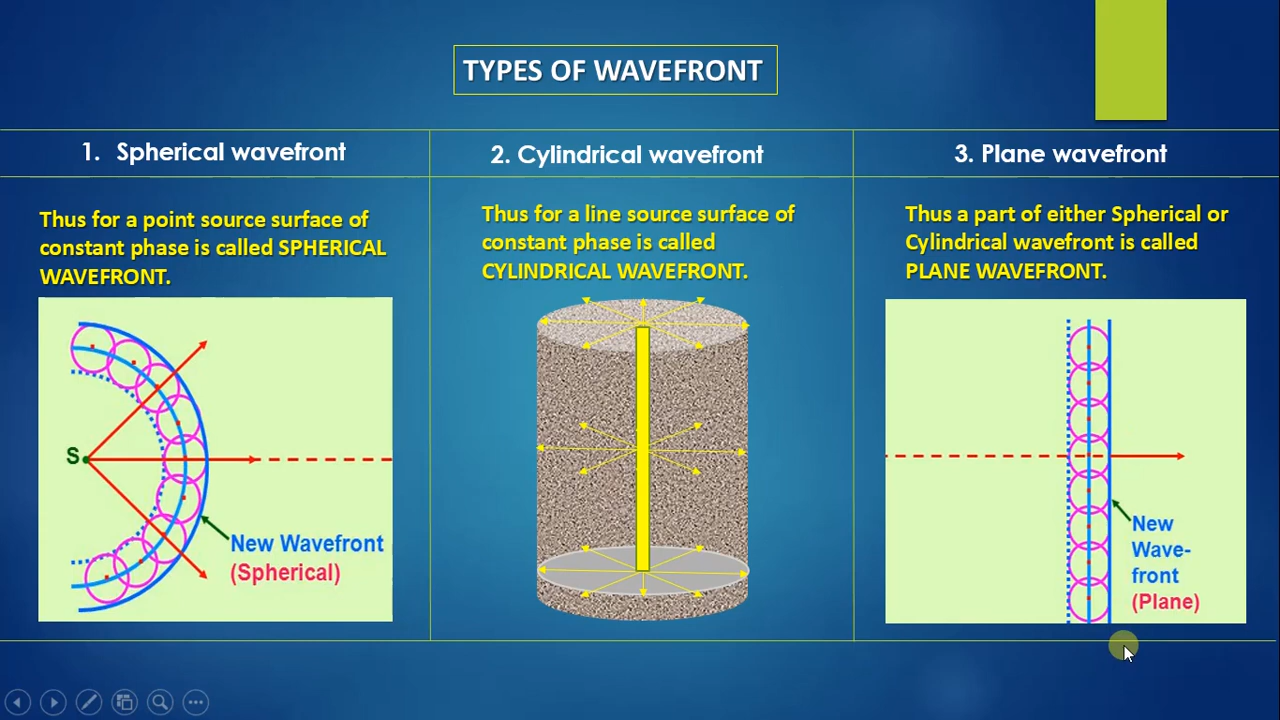 TYPES OF WAVEFRONT
1. Spherical wavefront
Thus for a point source surface of
constant phase is called SPHERICAL
WAVEFRONT.
S
New Wavefront
(Spherical)
2. Cylindrical wavefront
Thus for a line source surface of
constant phase is called
CYLINDRICAL WAVEFRONT.
3. Plane wavefront
Thus a part of either Spherical or
Cylindrical wavefront is called
PLANE WAVEFRONT.
New
Wave-
front
(Plane)